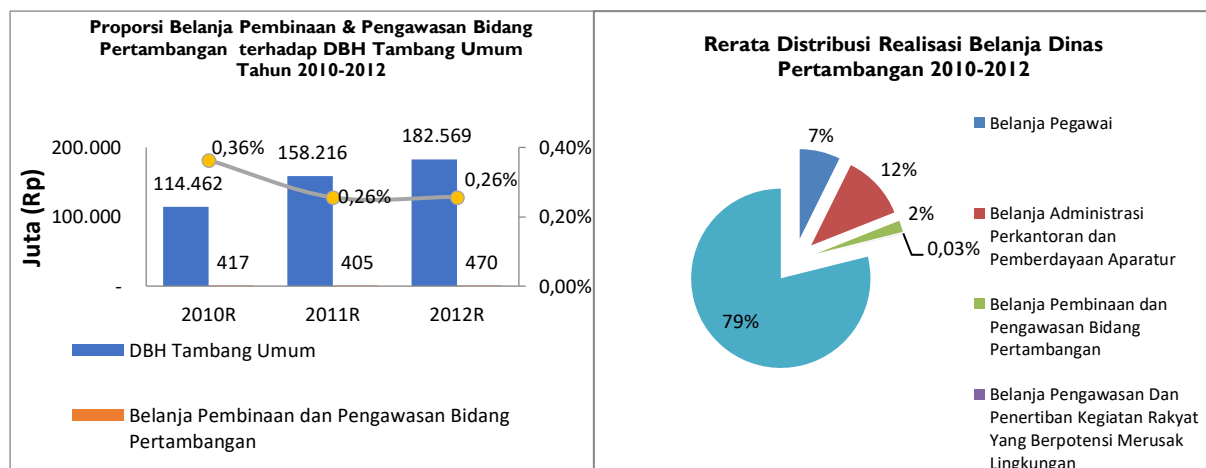 Proporsi Belanja Pembinaan & Pengawasan Bidang
Pertambangan terhadap DBH Tambang Umum
Tahun 2010-2012
Juta (Rp)
200.000
100.000
-
114.462
158.216
182.569
417
405
470
0,36%
0,26%
0,26%
0,40%
0,20%
0,00%
2010R
2011R
2012R
DBH Tambang Umum
Belanja Pembinaan dan Pengawasan Bidang
Pertambangan
Rerata Distribusi Realisasi Belanja Dinas
Pertambangan 2010-2012
7%
12%
2%
0,03%
79%
Belanja Pegawai
Belanja Administrasi
Perkantoran dan
Pemberdayaan Aparatur
Belanja Pembinaan dan
Pengawasan Bidang
Pertambangan
Belanja Pengawasan Dan
Penertiban Kegiatan Rakyat
Yang Berpotensi Merusak
Lingkungan